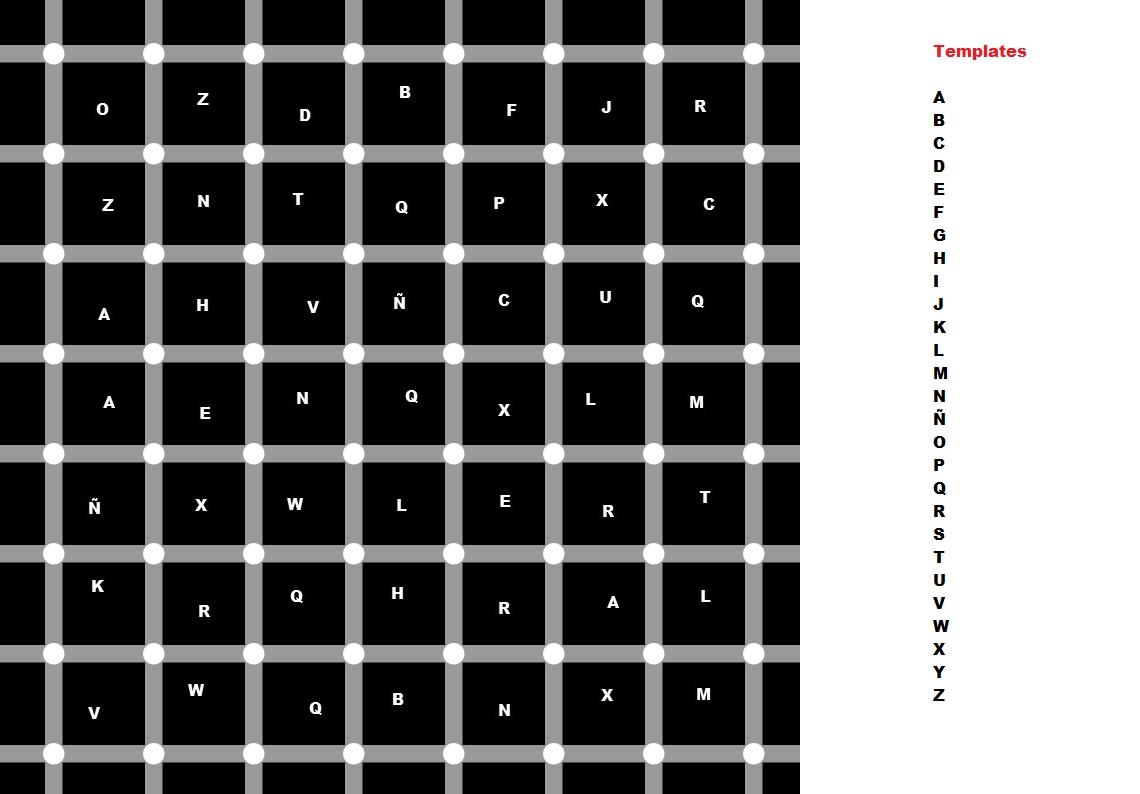 O Z D B F J R
Z N T Q P X C
A H V Ñ C U Q
A E N Q X L M
Ñ X W L E R T
K R Q H R A L
V W Q B N X M
Templates
A
B
C
D
E
F
G
H
I
J
K
L
M
N
Ñ
O
P
Q
R
S
T
U
V
W
X
Y
Z